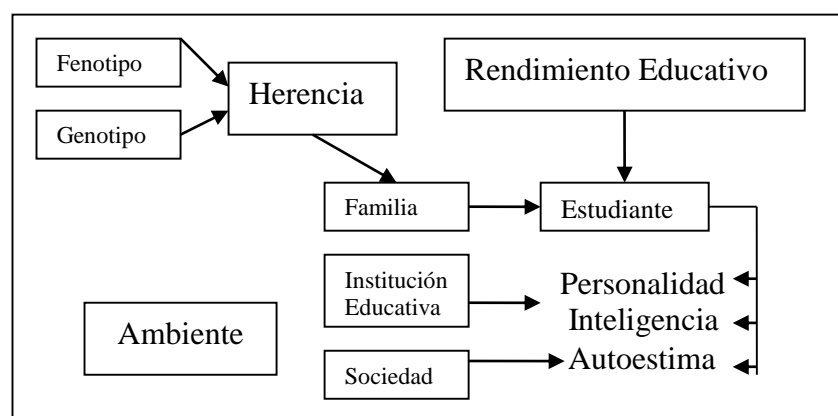 Fenotipo
Herencia
Rendimiento Educativo
Genotipo
Familia
Estudiante
Institución
Educativa
Personalidad
Inteligencia
Ambiente
Autoestima
Sociedad